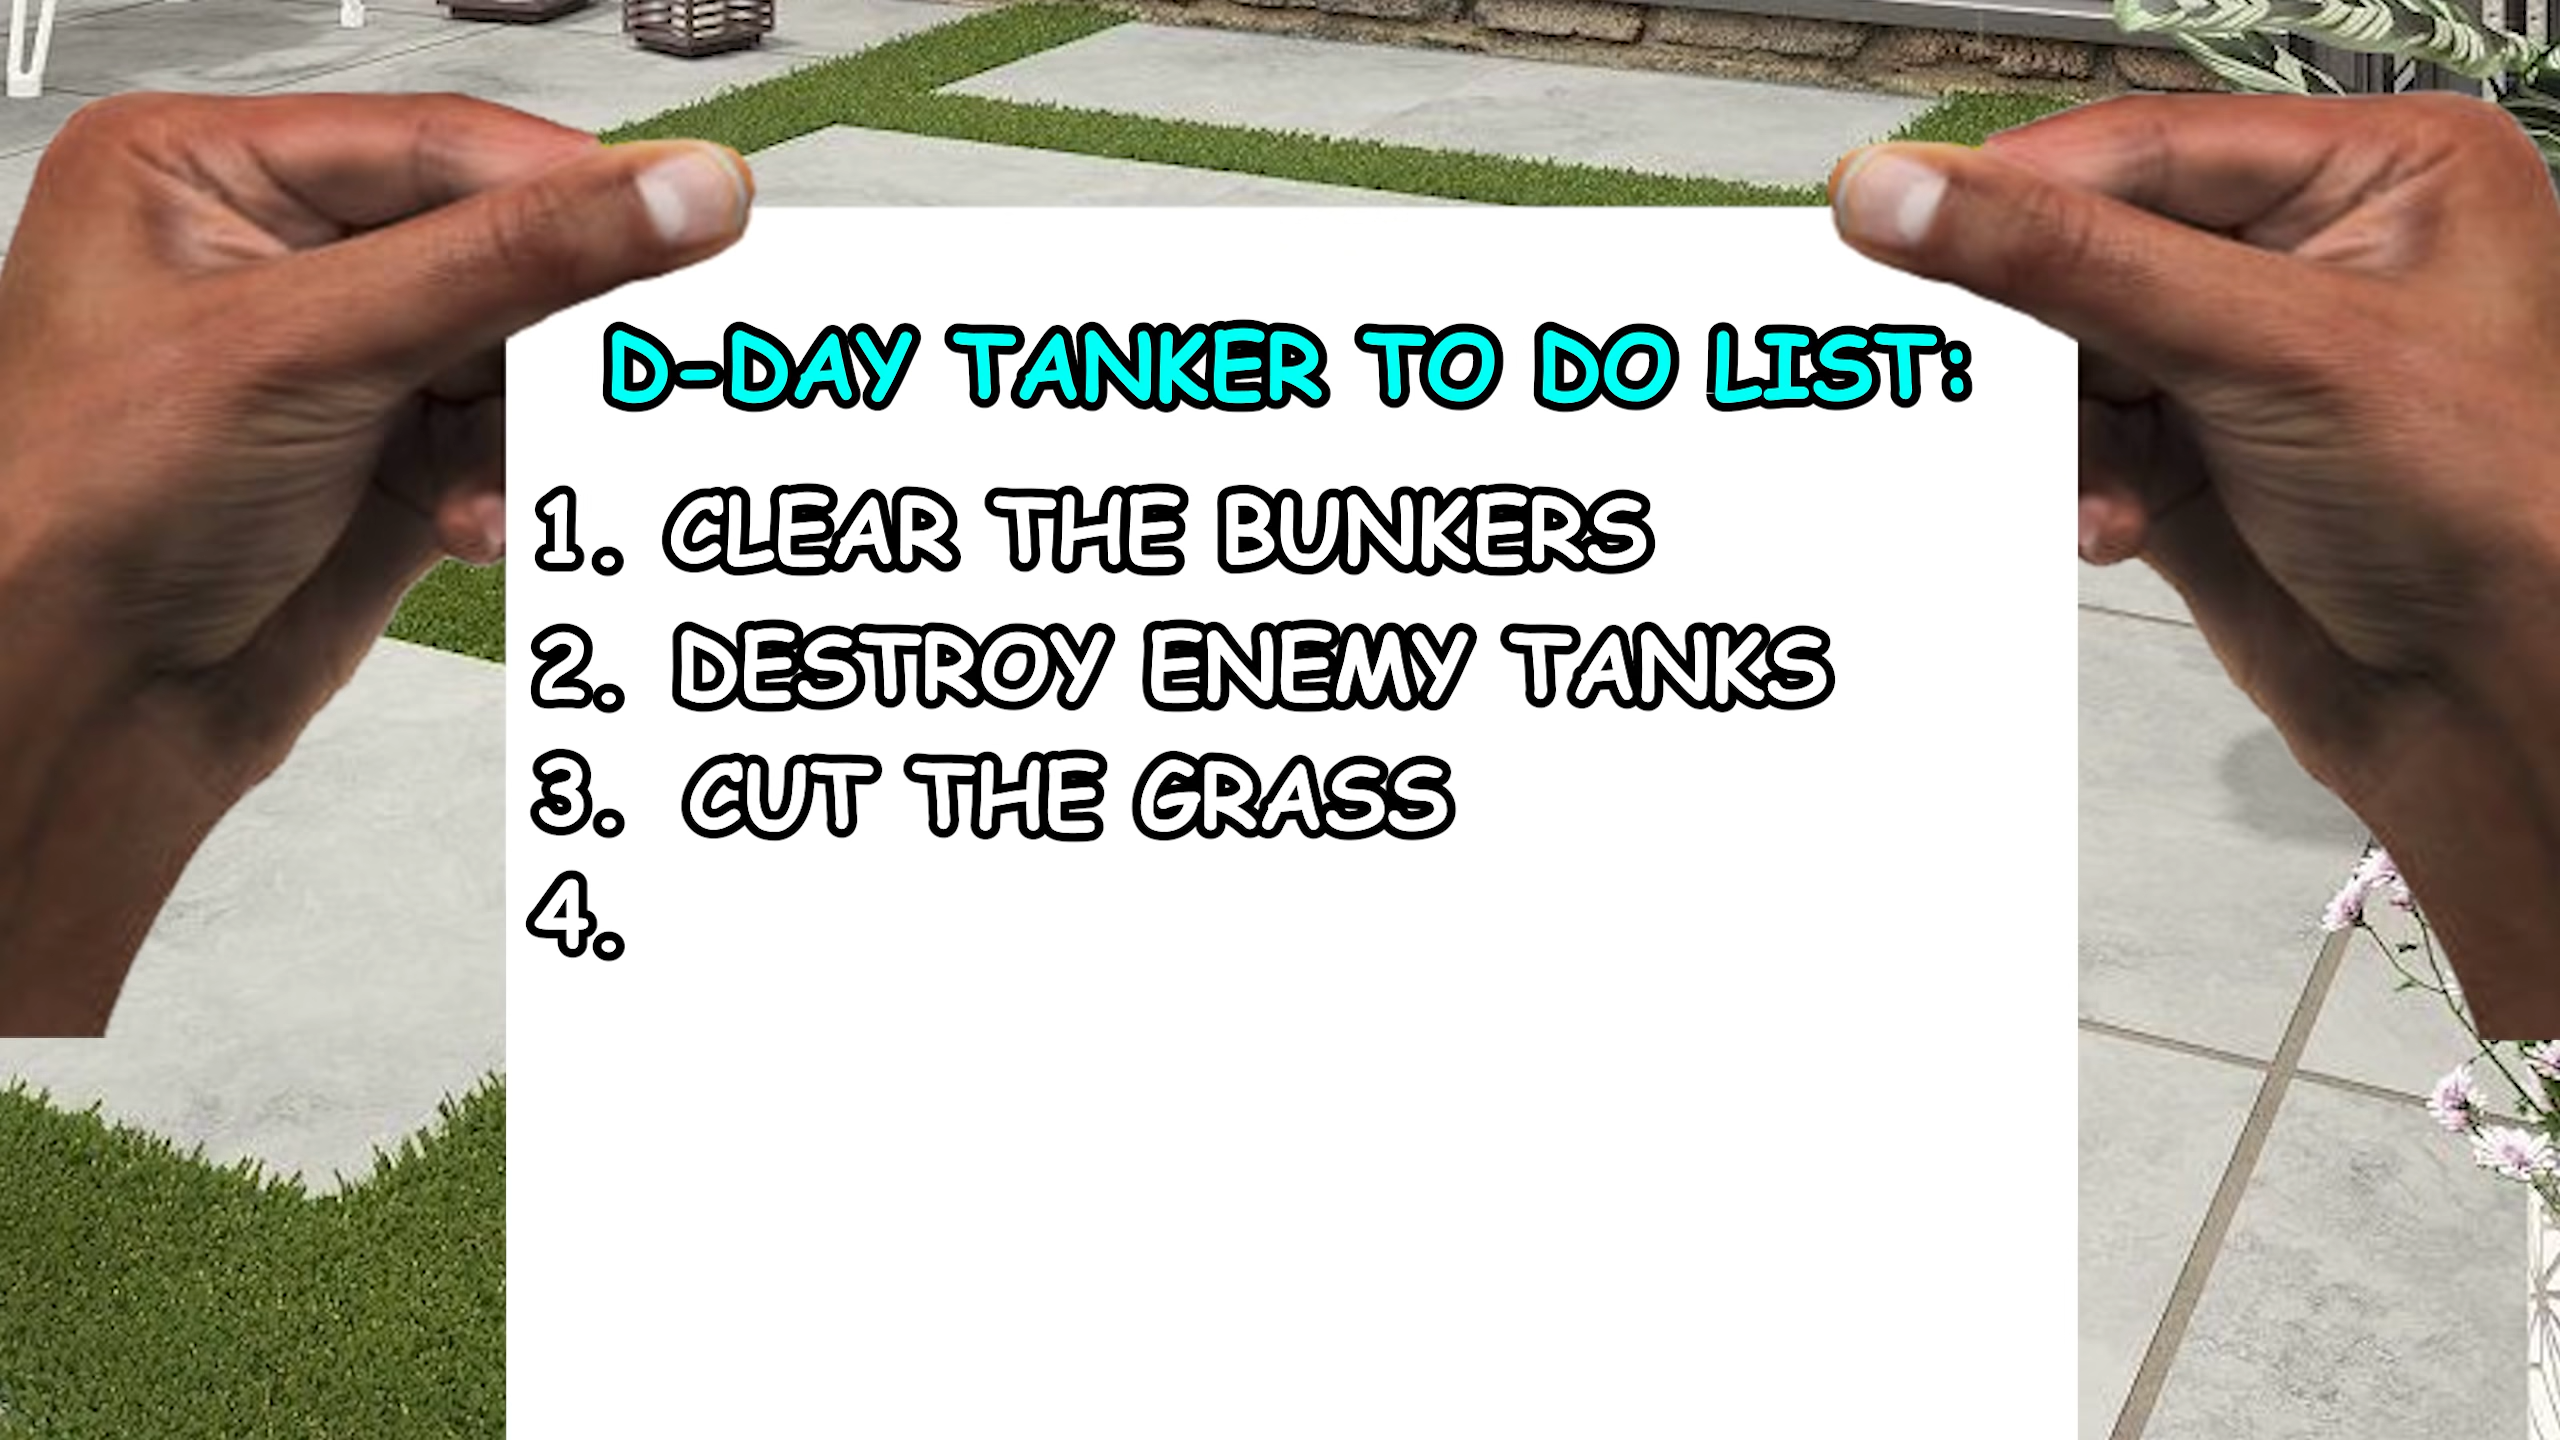 D-DAY TANKER TO DO LIST:
1. CLEAR THE BUNKERS
2. DESTROY ENEMY TANKS
3. CUT THE GRASS
4.